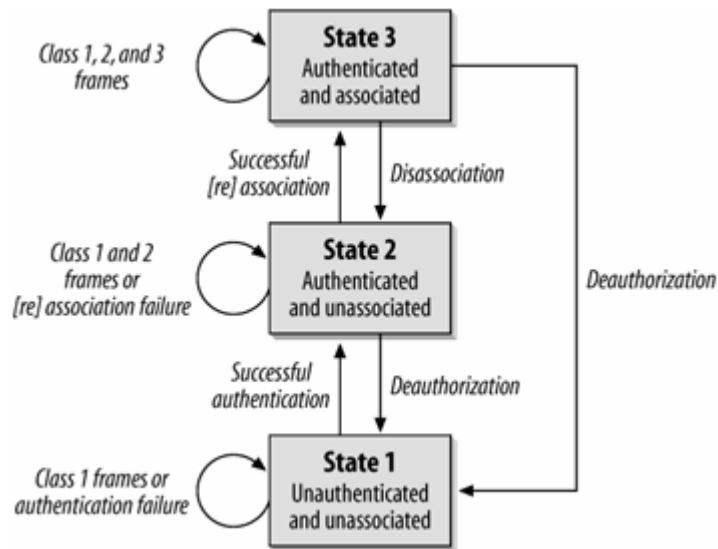 State 3
Authenticated
and associated
Class 1, 2, and 3
frames
Successful
[re] association
Disassociation
State 2
Authenticated
and unassociated
Class 1 and 2
frames or
[re] association failure
Deauthorization
Successful
authentication
Deauthorization
State 1
Unauthenticated
and unassociated
Class 1 frames or
authentication failure